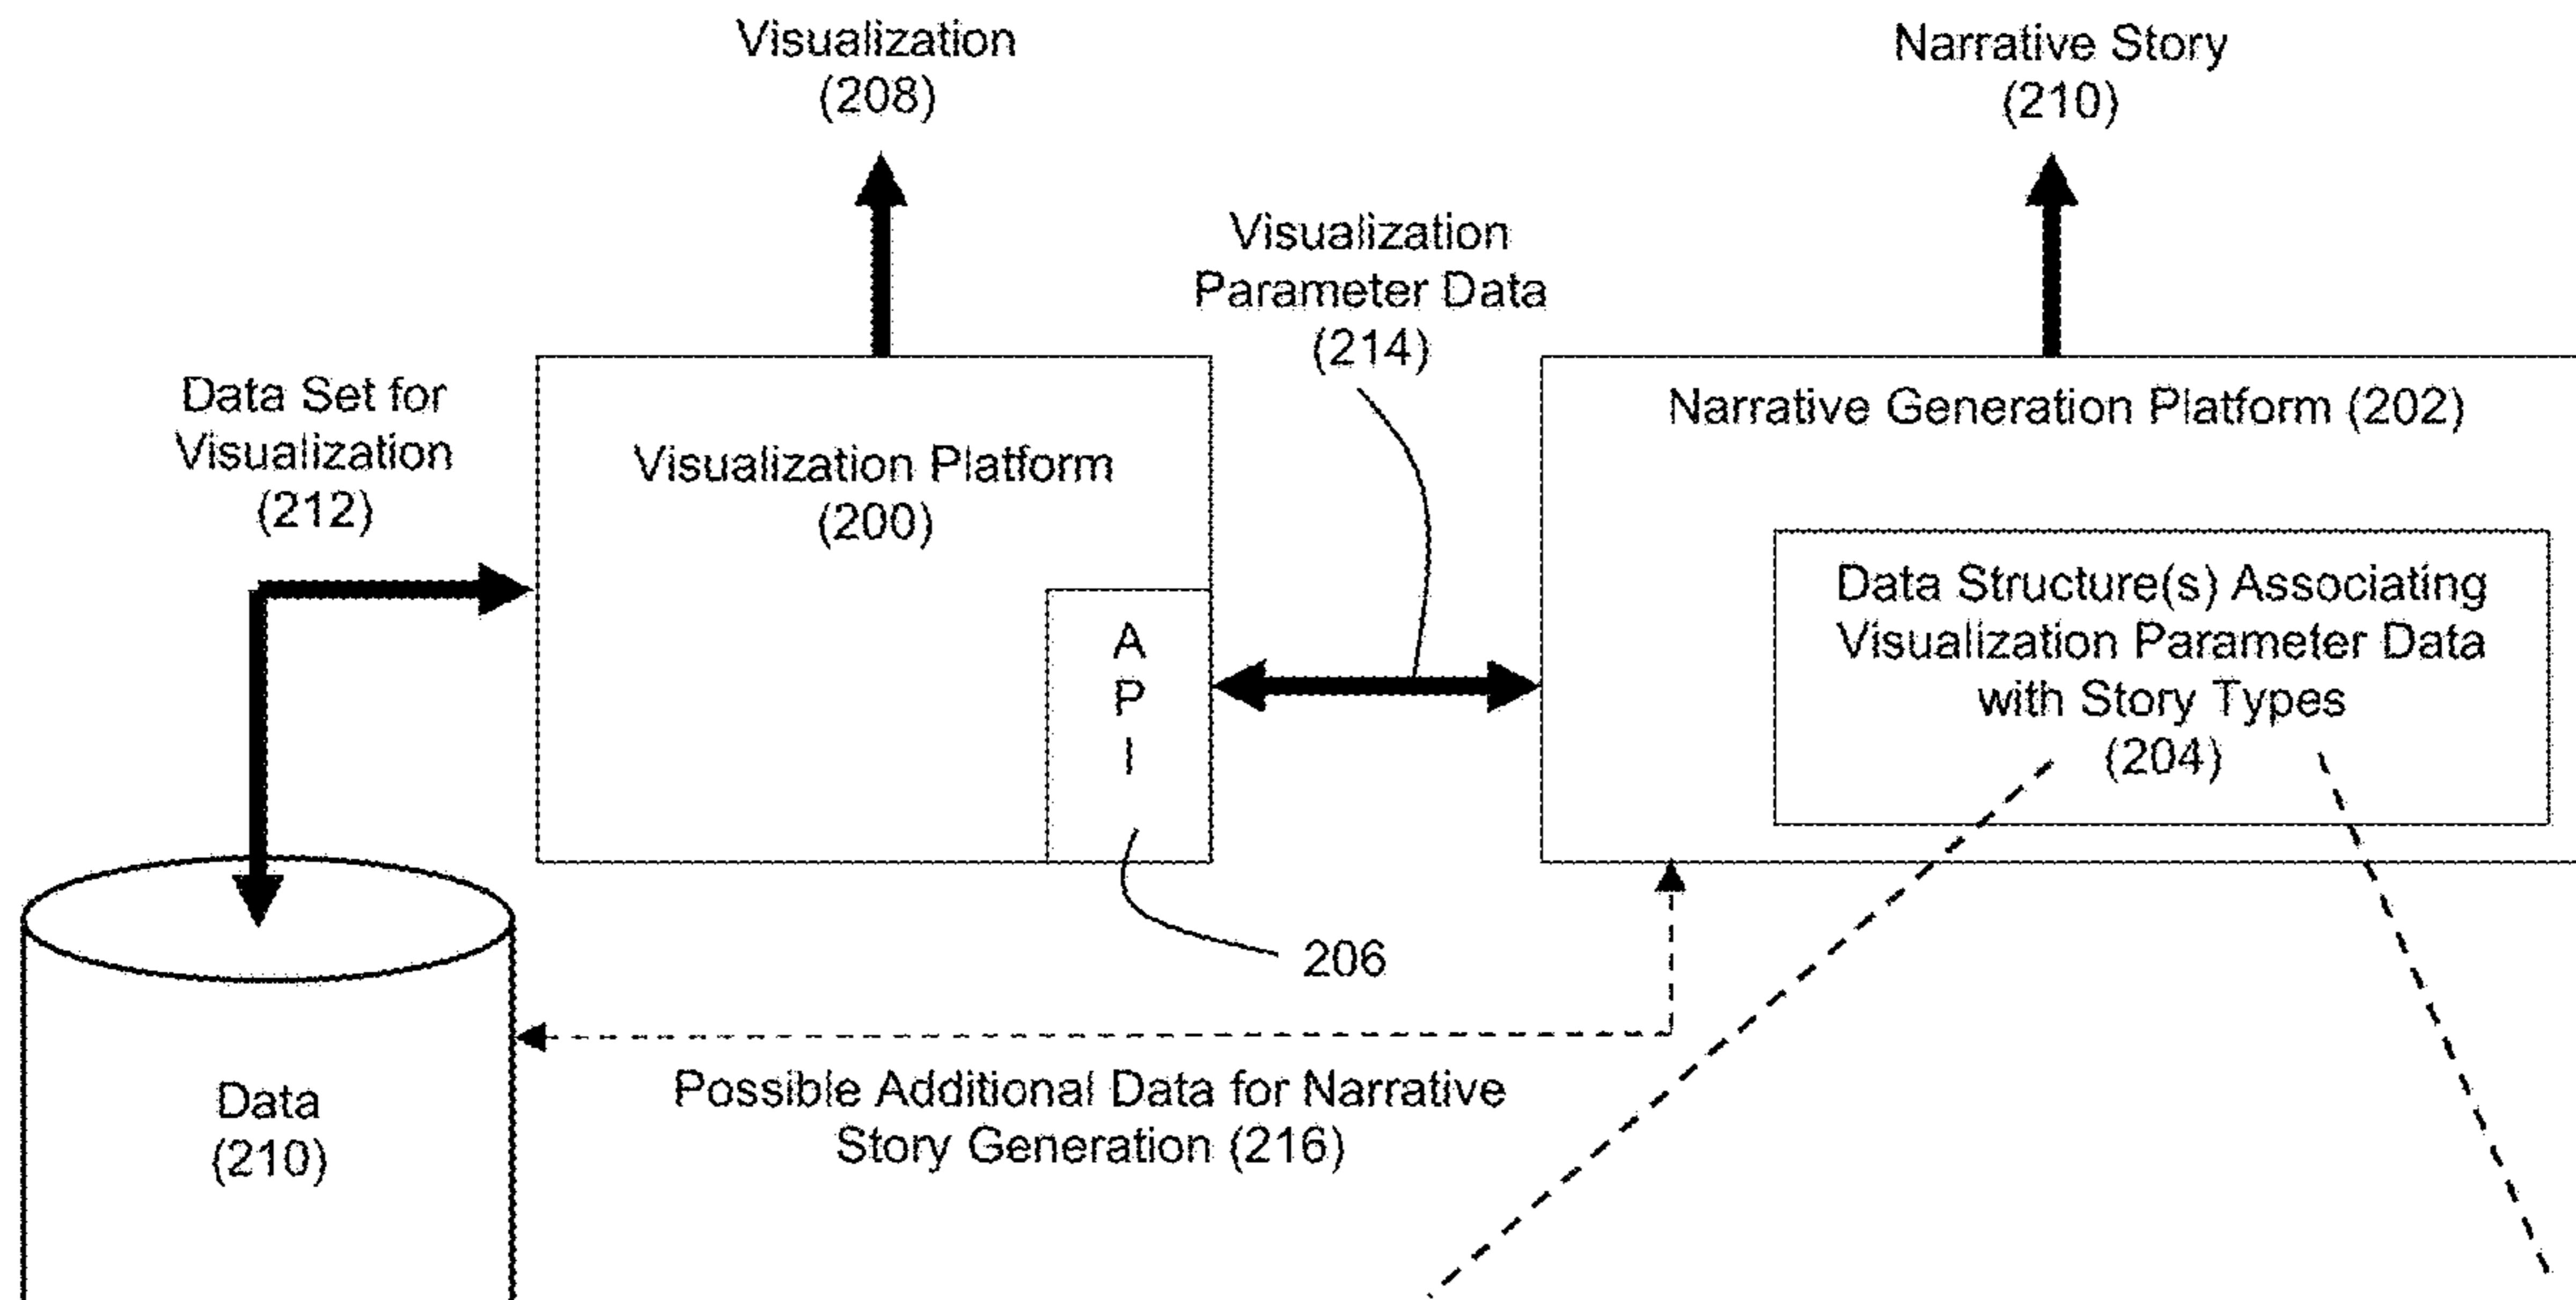 Visualization
(208)
Narrative Story
(210)
Visualization
Parameter Data
(214)
Data Set for
Visualization
(212)
Visualization Platform
(200)
A
P
I
206
Narrative Generation Platform (202)
Data Structure(s) Associating
Visualization Parameter Data
with Story Types
(204)
Data
(210)
Possible Additional Data for Narrative
Story Generation (216)